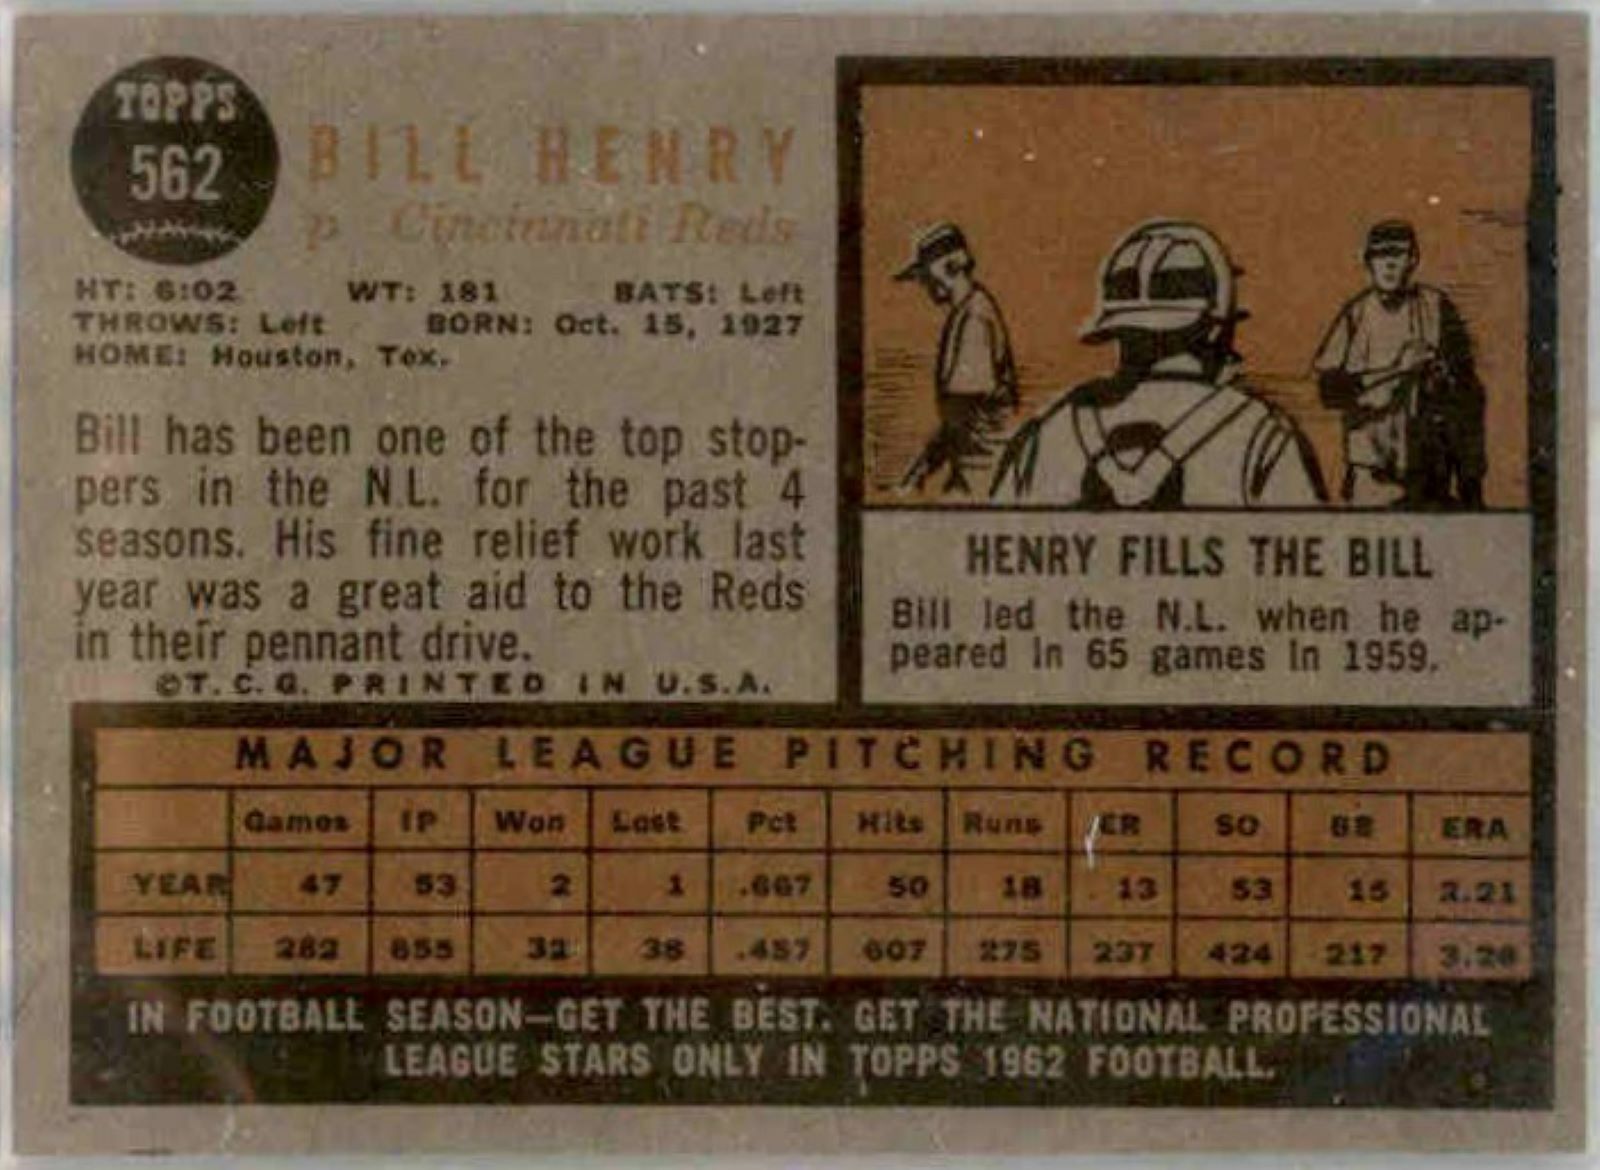 TOPPS
562
BILL HENRY
p Cincinnati Reds
HT: 6:02 WT: 181 BATS: Left
THROWS: Left BORN: Oct. 15, 1927
HOME: Houston, Tex.
Bill has been one of the top stop-
pers in the N.L. for the past 4
seasons. His fine relief work last
year was a great aid to the Reds
in their pennant drive.
©T.C.G. PRINTED IN U.S.A.
HENRY FILLS THE BILL
Bill led the N.L. when he ap-
peared in 65 games in 1959.
MAJOR LEAGUE PITCHING RECORD
Games IP Won Lost Pct Hits Runs ER SO BB ERA
YEAR 47 53 2 1 .667 50 18 13 53 15 2.21
LIFE 282 655 32 38 .457 607 275 237 424 217 3.26
IN FOOTBALL SEASON—GET THE BEST. GET THE NATIONAL PROFESSIONAL
LEAGUE STARS ONLY IN TOPPS 1962 FOOTBALL.